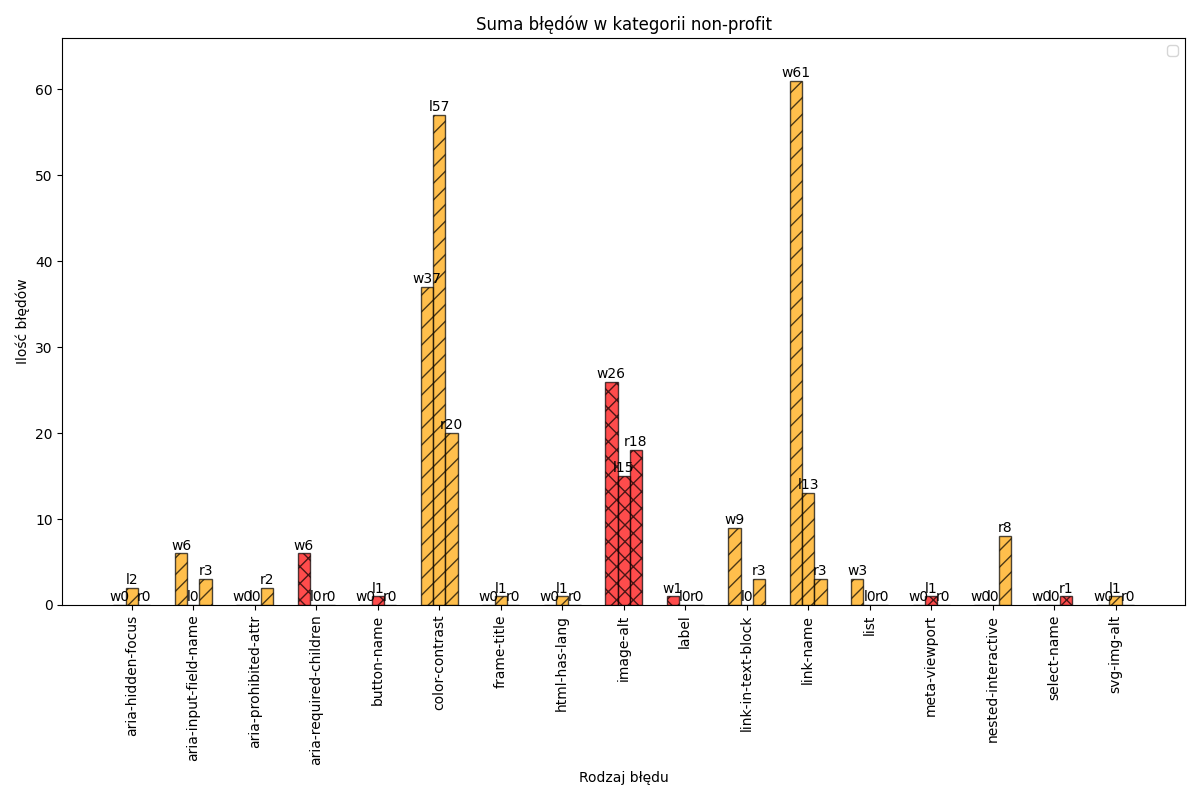 Suma błędów w kategorii non-profit
Ilość błędów
60
50
40
30
20
10
0
w0 l2 r0
w6 l0 r3
w0 l0 r2
w6 l0 r0
w0 l1 r0
w37 l57 r20
w0 l1 r0
w0 l1 r0
w26 l15 r18
w1 l0 r0
w9 l0 r3
w61 l13 r3
w3 l0 r0
w0 l1 r0
w0 l0 r8
w0 l0 r1
w0 l1 r0
aria-hidden-focus
aria-input-field-name
aria-prohibited-attr
aria-required-children
button-name
color-contrast
frame-title
html-has-lang
image-alt
label
link-in-text-block
link-name
list
meta-viewport
nested-interactive
select-name
svg-img-alt
Rodzaj błędu